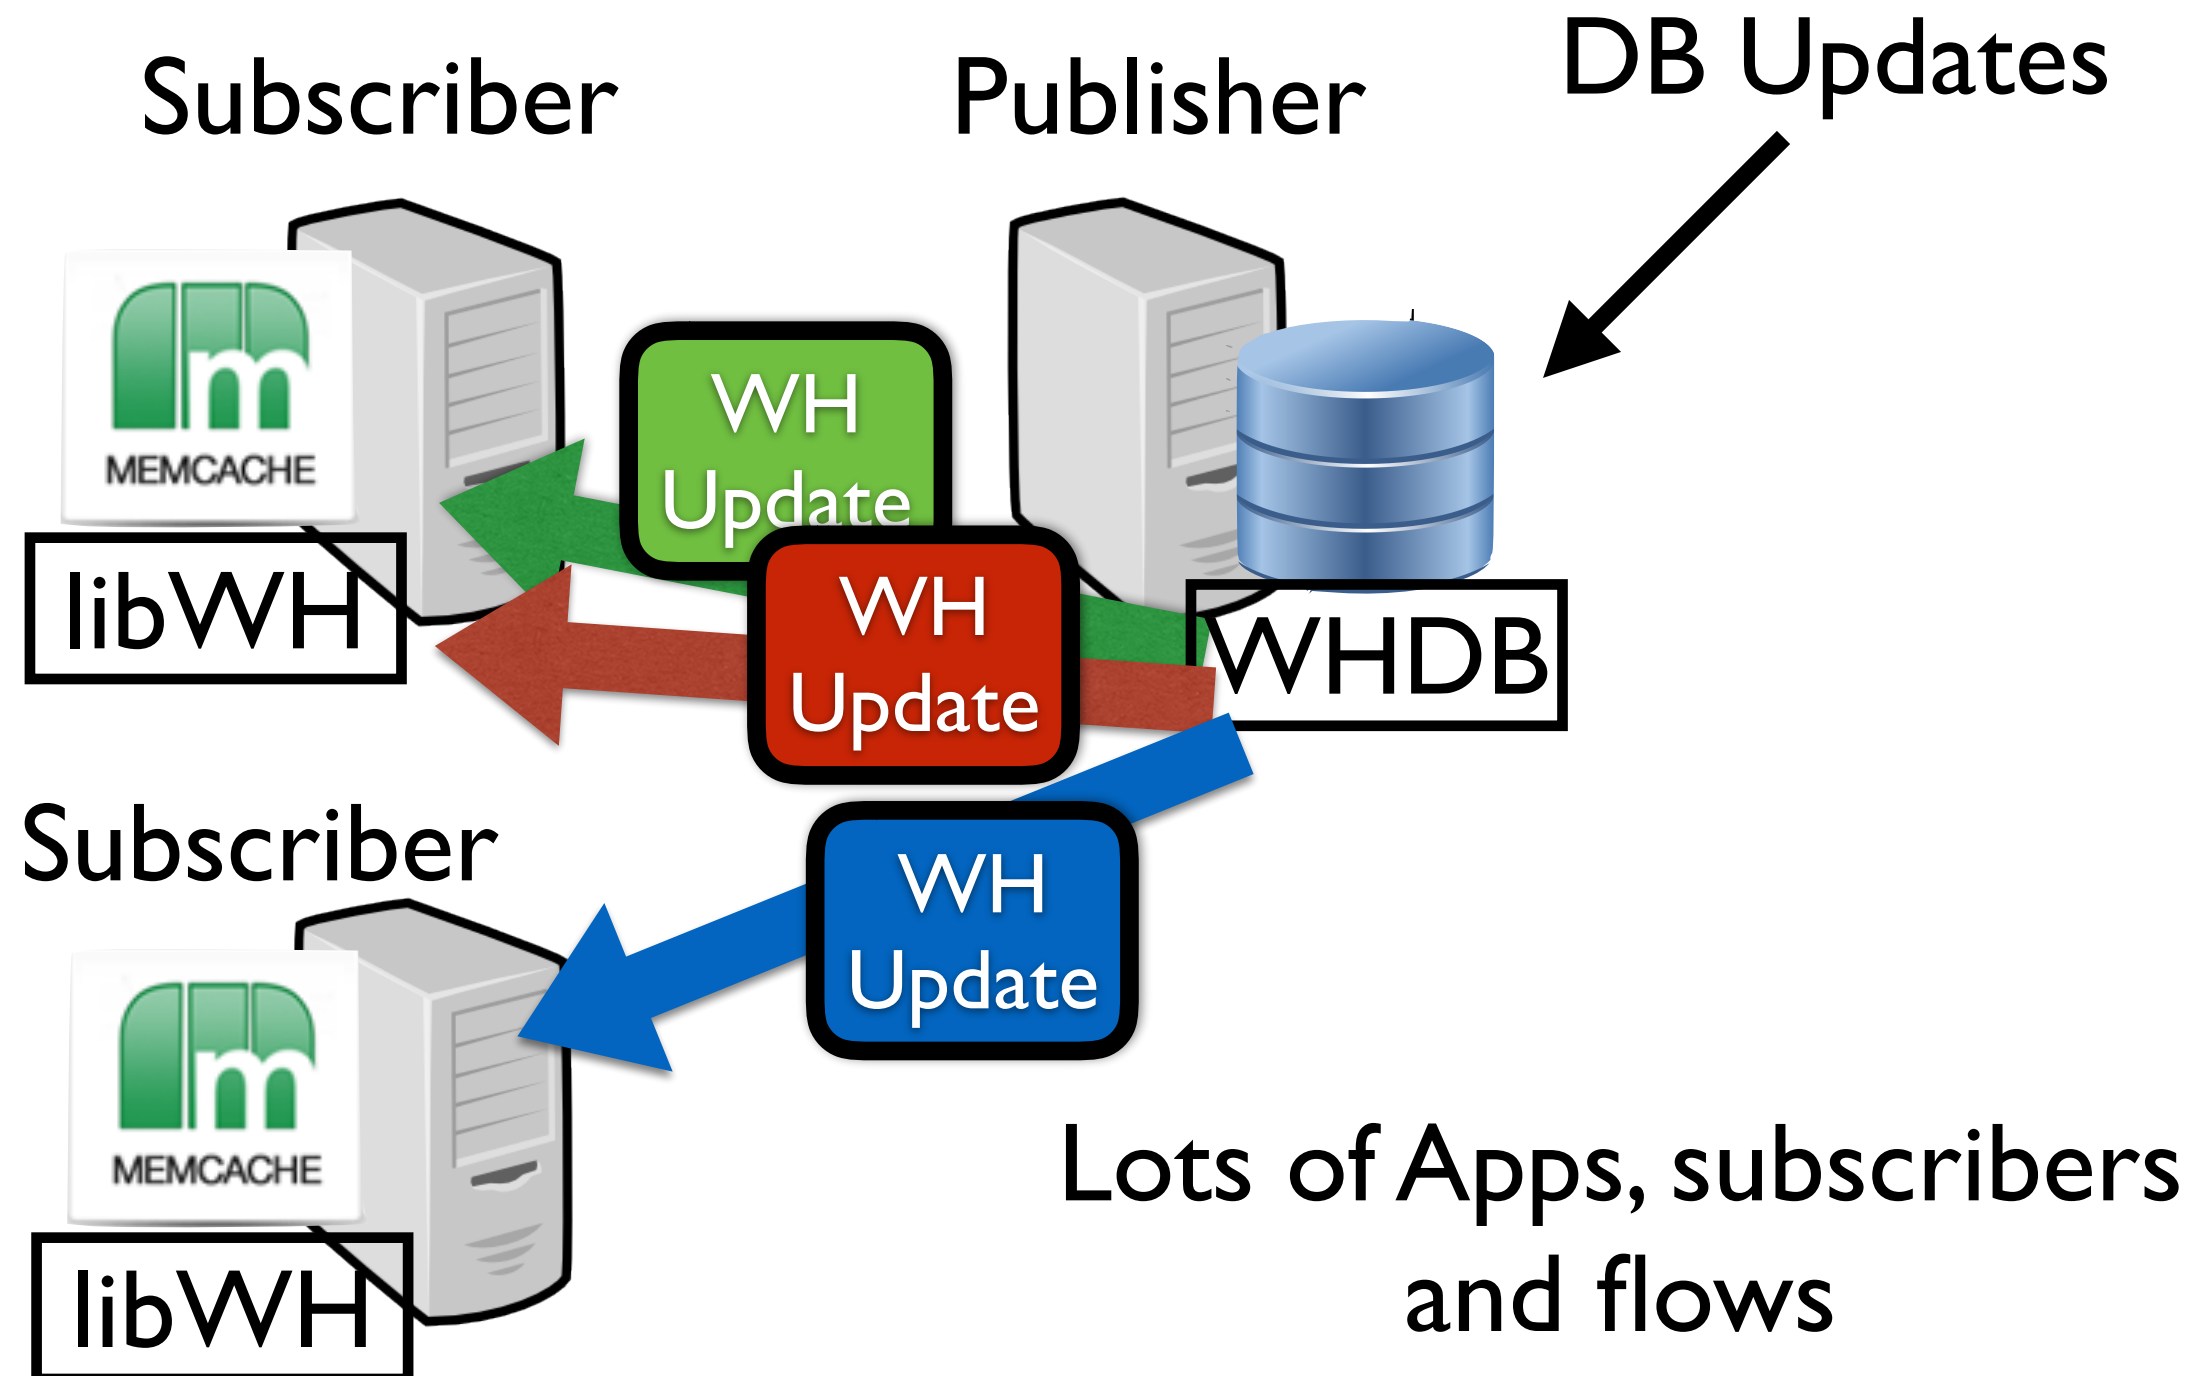 Subscriber
Publisher
DB Updates
MEMCACHE
libWH
WH
Update
WH
Update
WHDB
Subscriber
WH
Update
MEMCACHE
libWH
Lots of Apps, subscribers
and flows